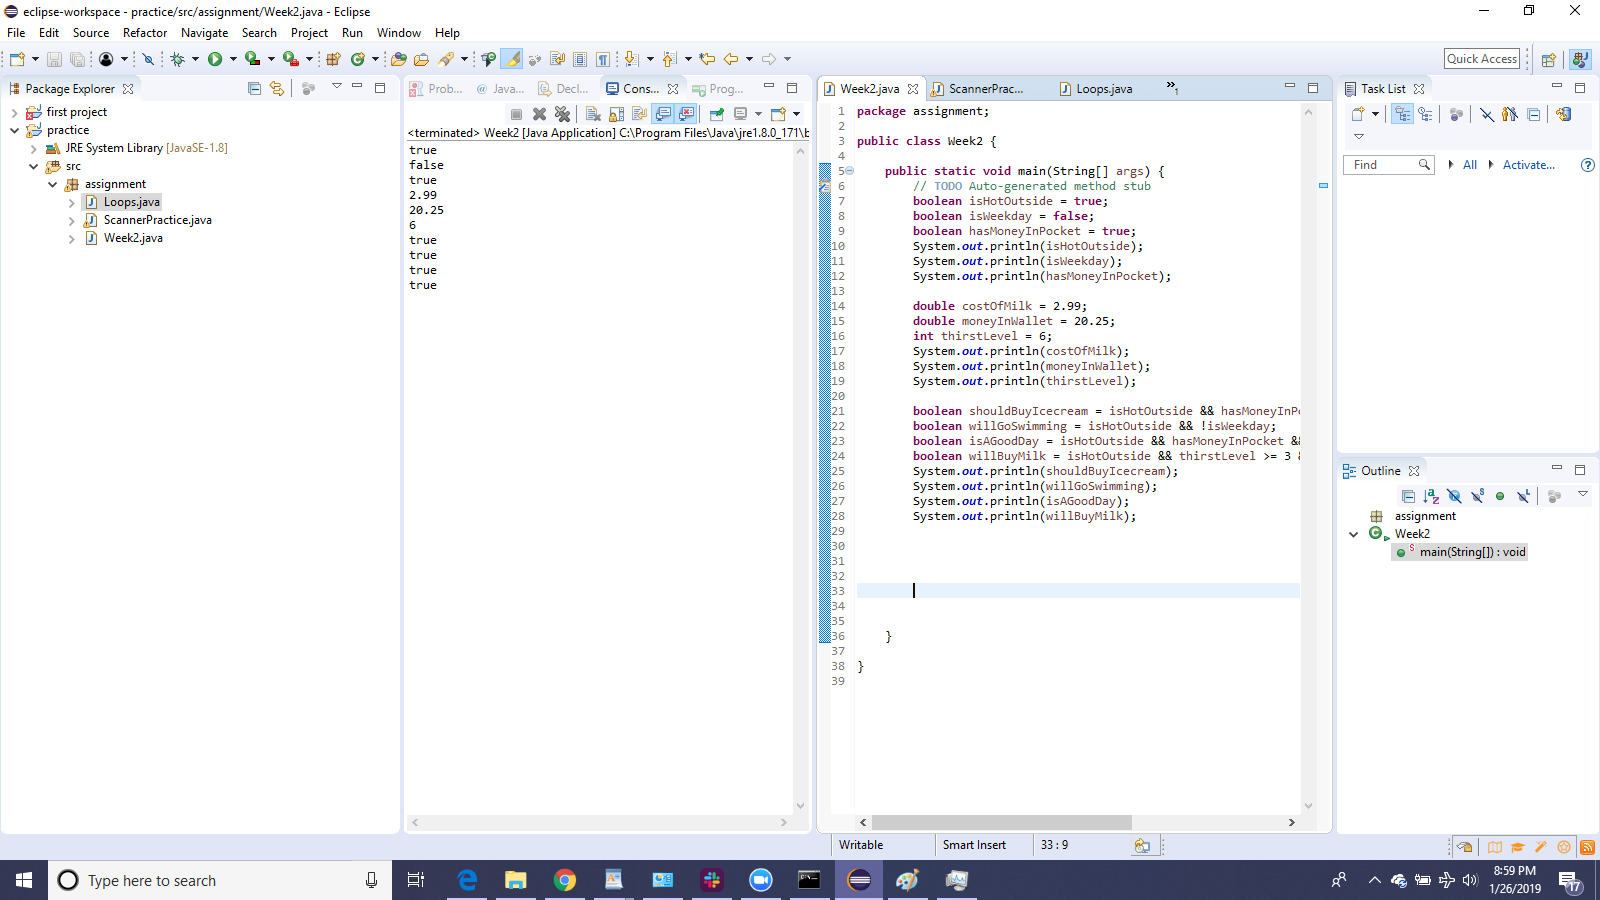 eclipse-workspace - practice/src/assignment/Week2.java - Eclipse
File Edit Source Refactor Navigate Search Project Run Window Help
Quick Access
Package Explorer
first project
practice
JRE System Library [JavaSE-1.8]
src
assignment
Loops.java
ScannerPractice.java
Week2.java
Prob... @ Java... Decl... Cons... Prog...
<terminated> Week2 [Java Application] C:\Program Files\Java\jre1.8.0_171\b
true
false
true
2.99
20.25
6
true
true
true
true
Week2.java ScannerPrac... Loops.java »1
1 package assignment;
2
3 public class Week2 {
4
5 public static void main(String[] args) {
6 // TODO Auto-generated method stub
7 boolean isHotOutside = true;
8 boolean isWeekday = false;
9 boolean hasMoneyInPocket = true;
10 System.out.println(isHotOutside);
11 System.out.println(isWeekday);
12 System.out.println(hasMoneyInPocket);
13
14 double costOfMilk = 2.99;
15 double moneyInWallet = 20.25;
16 int thirstLevel = 6;
17 System.out.println(costOfMilk);
18 System.out.println(moneyInWallet);
19 System.out.println(thirstLevel);
20
21 boolean shouldBuyIcecream = isHotOutside && hasMoneyInPo
22 boolean willGoSwimming = isHotOutside && !isWeekday;
23 boolean isAGoodDay = isHotOutside && hasMoneyInPocket &&
24 boolean willBuyMilk = isHotOutside && thirstLevel >= 3 &
25 System.out.println(shouldBuyIcecream);
26 System.out.println(willGoSwimming);
27 System.out.println(isAGoodDay);
28 System.out.println(willBuyMilk);
29
30
31
32
33
34
35
36 }
37
38 }
39
Task List
Find All Activate...
Outline
assignment
Week2
main(String[]) : void
Writable Smart Insert 33 : 9
Type here to search
8:59 PM
1/26/2019
17